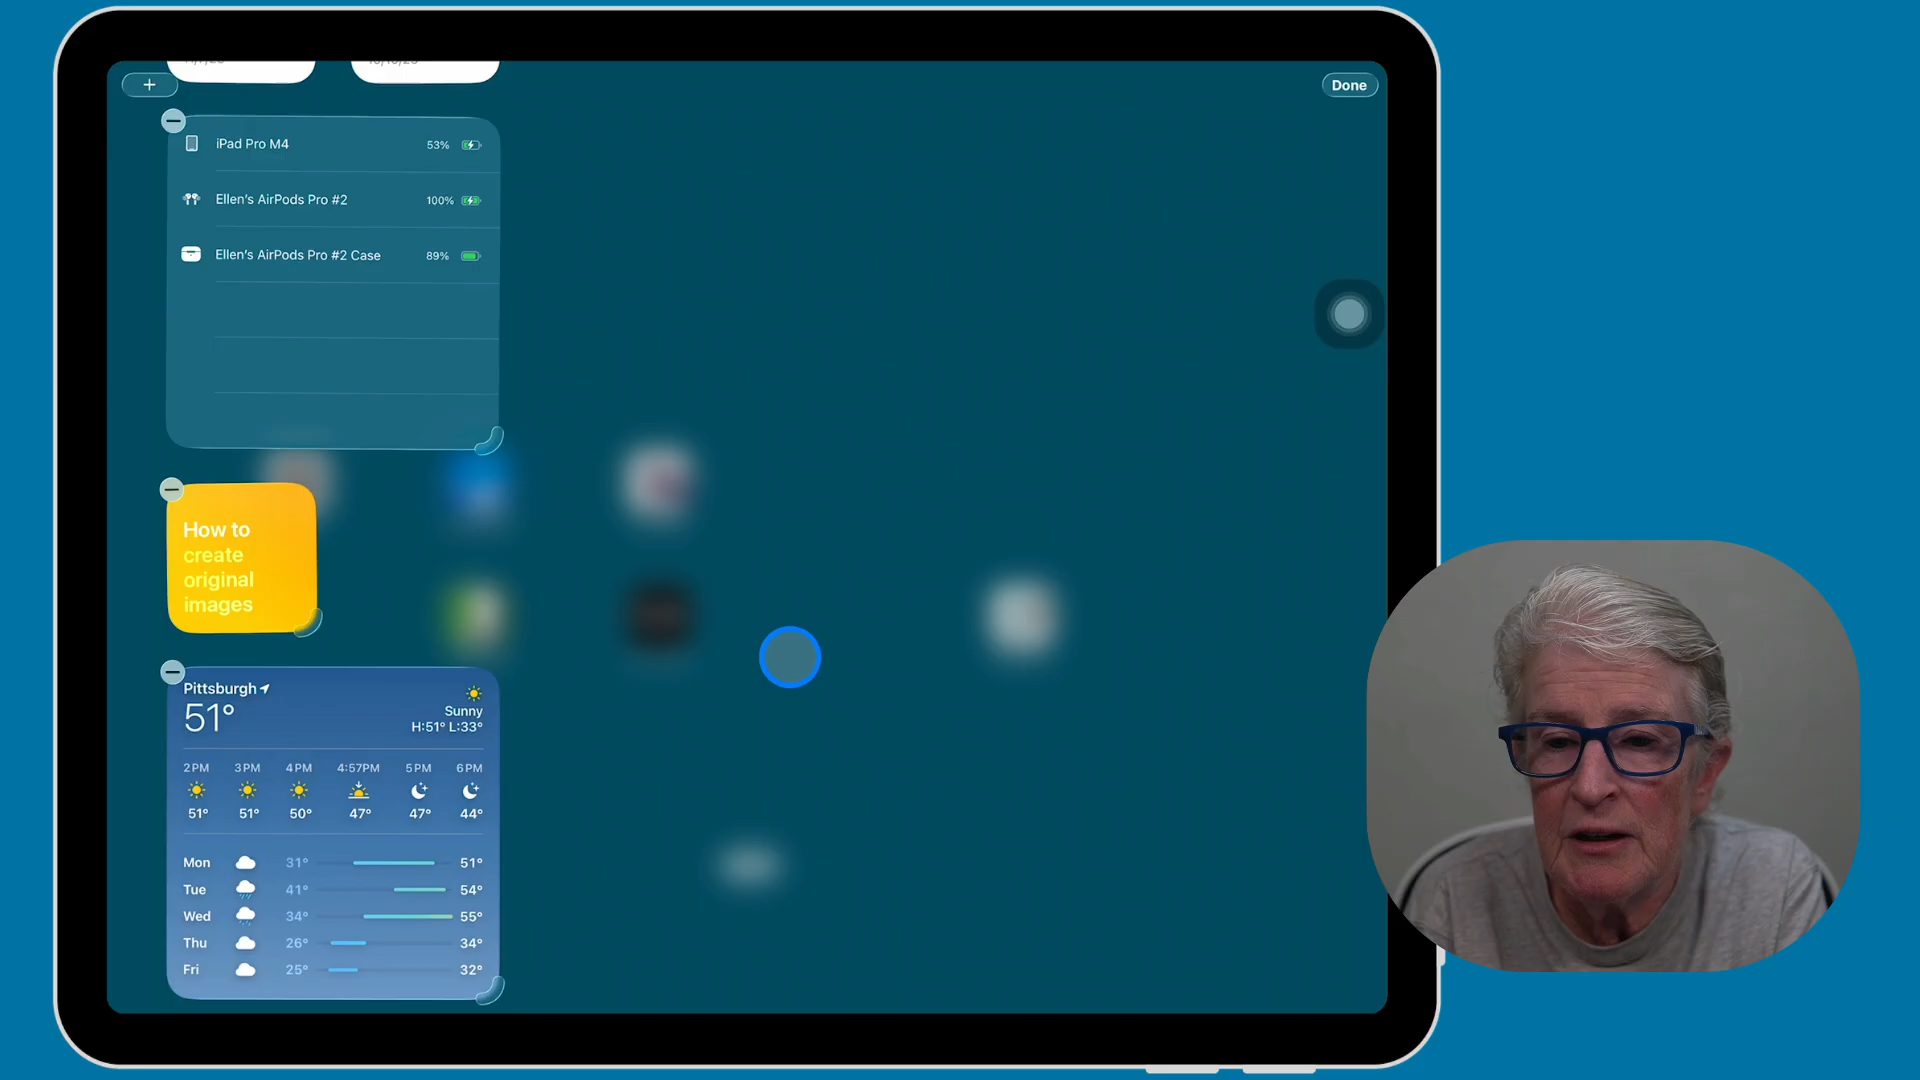 +
Done
iPad Pro M4 53%
Ellen's AirPods Pro #2 100%
Ellen's AirPods Pro #2 Case 89%
How to
create
original
images
Pittsburgh
51°
Sunny
H:51° L:33°
2PM 3PM 4PM 4:57PM 5PM 6PM
51° 51° 50° 47° 47° 44°
Mon 31° 51°
Tue 41° 54°
Wed 34° 55°
Thu 26° 34°
Fri 25° 32°